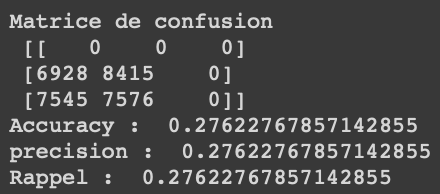 Matrice de confusion
[[   0    0    0]
[6928 8415    0]
[7545 7576    0]]
Accuracy :  0.27622767857142855
precision :  0.27622767857142855
Rappel :  0.27622767857142855